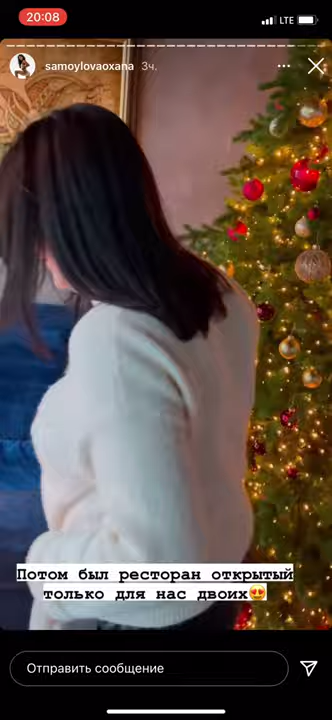 20:08
LTE
samoylovaoxana 3ч.
Потом был ресторан открытый
только для нас двоих😍
Отправить сообщение